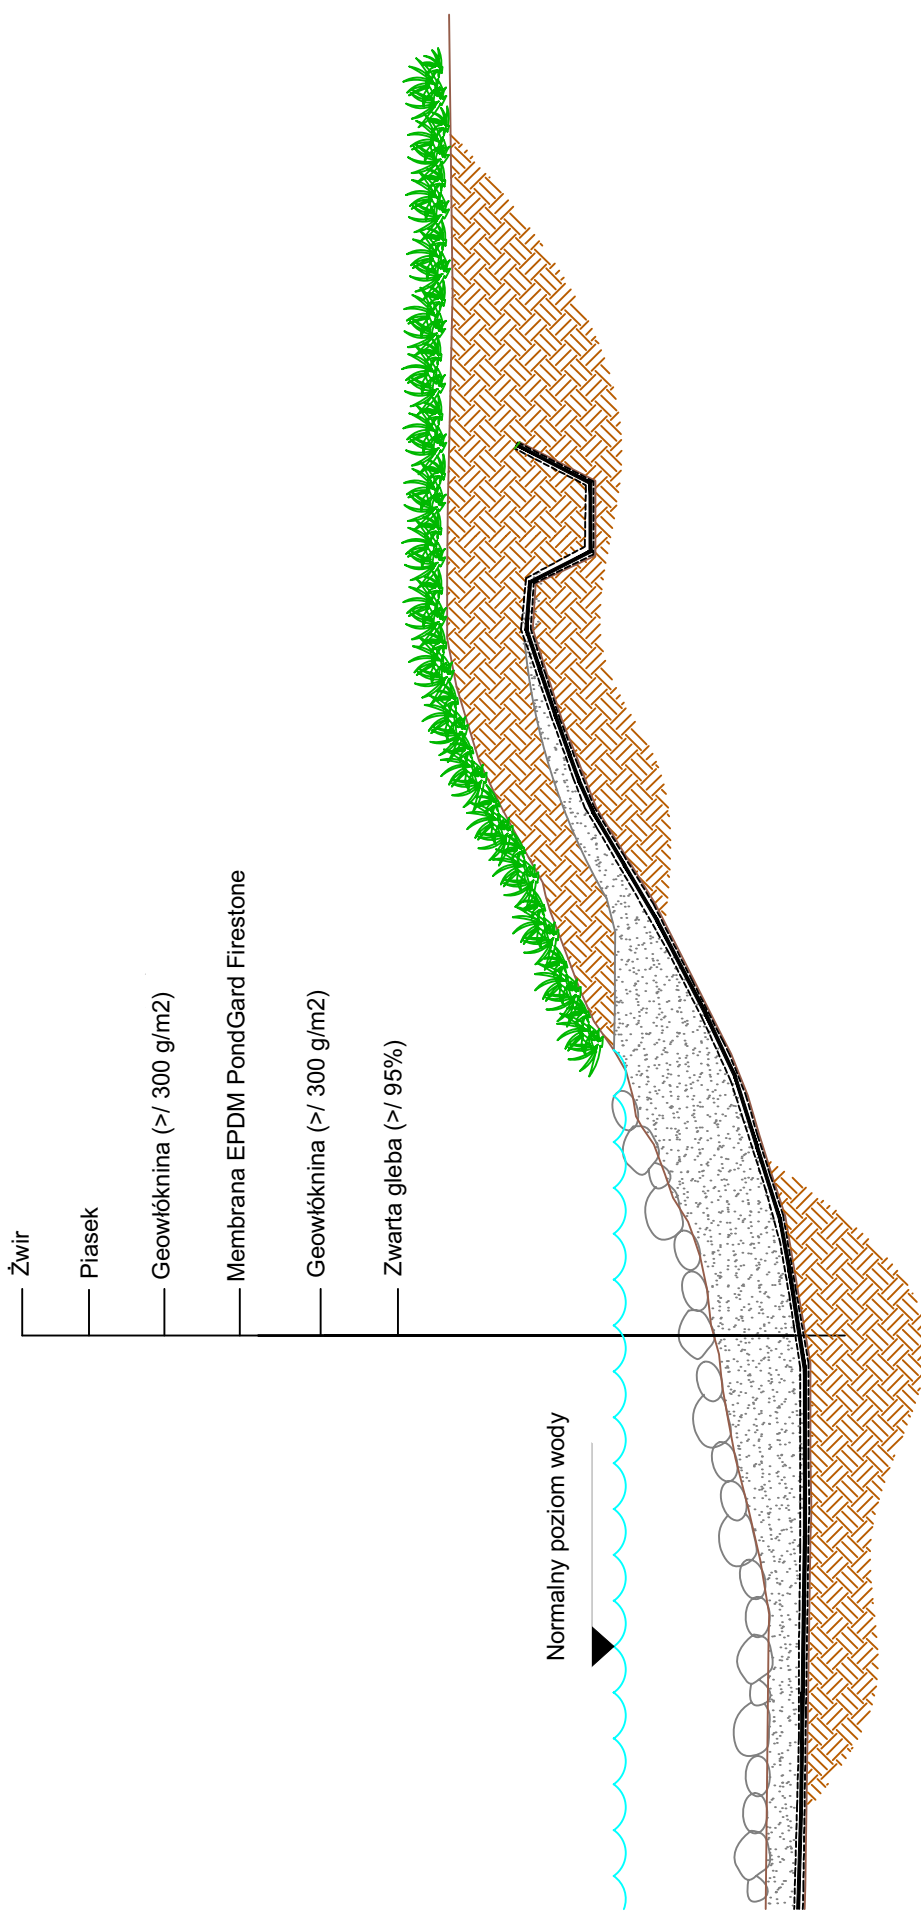 Żwir
Piasek
Geowłóknina (>/ 300 g/m2)
Membrana EPDM PondGard Firestone
Geowłóknina (>/ 300 g/m2)
Zwarta gleba (>/ 95%)
Normalny poziom wody